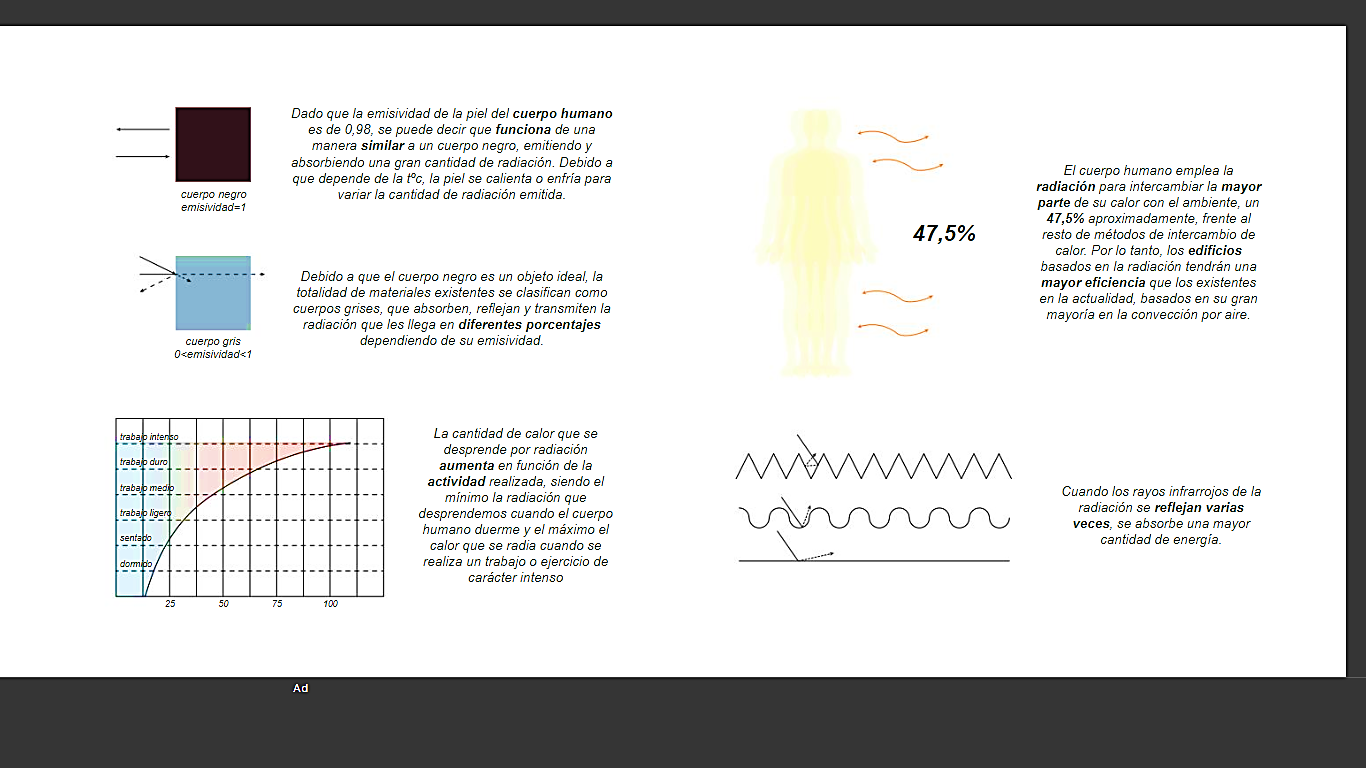 Dado que la emisividad de la piel del cuerpo humano
es de 0,98, se puede decir que funciona de una
manera similar a un cuerpo negro, emitiendo y
absorbiendo una gran cantidad de radiación. Debido a
que depende de la tºc, la piel se calienta o enfría para
variar la cantidad de radiación emitida.
cuerpo negro
emisividad=1
Debido a que el cuerpo negro es un objeto ideal, la
totalidad de materiales existentes se clasifican como
cuerpos grises, que absorben, reflejan y transmiten la
radiación que les llega en diferentes porcentajes
dependiendo de su emisividad.
cuerpo gris
0<emisividad<1
trabajo intenso
trabajo duro
trabajo medio
trabajo ligero
sentado
dormido
25
50
75
100
La cantidad de calor que se
desprende por radiación
aumenta en función de la
actividad realizada, siendo el
mínimo la radiación que
desprendemos cuando el cuerpo
humano duerme y el máximo el
calor que se radia cuando se
realiza un trabajo o ejercicio de
carácter intenso
47,5%
El cuerpo humano emplea la
radiación para intercambiar la mayor
parte de su calor con el ambiente, un
47,5% aproximadamente, frente al
resto de métodos de intercambio de
calor. Por lo tanto, los edificios
basados en la radiación tendrán una
mayor eficiencia que los existentes
en la actualidad, basados en su gran
mayoría en la convección por aire.
Cuando los rayos infrarrojos de la
radiación se reflejan varias
veces, se absorbe una mayor
cantidad de energía.
Ad